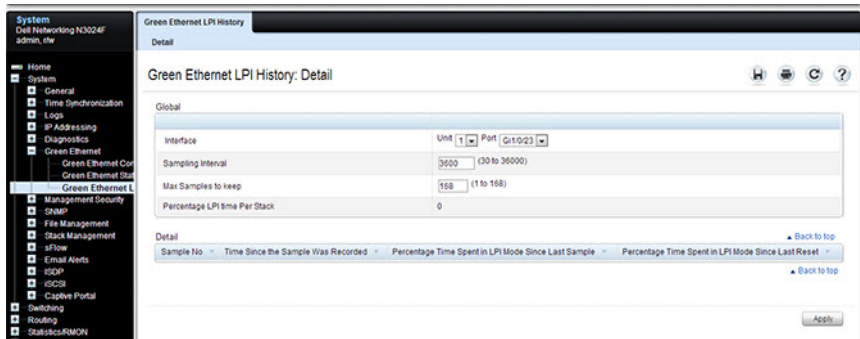 System
Dell Networking N3024F
admin, r/w
Home
System
General
Time Synchronization
Logs
IP Addressing
Diagnostics
Green Ethernet
Green Ethernet Con
Green Ethernet Stat
Green Ethernet L
Management Security
SNMP
File Management
Stack Management
sFlow
Email Alerts
ISDP
iSCSI
Captive Portal
Switching
Routing
Statistics/RMON
Green Ethernet LPI History
Detail
Green Ethernet LPI History: Detail
Global
Interface Unit 1 Port Gi1/0/23
Sampling Interval 3600 (30 to 36000)
Max Samples to keep 168 (1 to 168)
Percentage LPI time Per Stack 0
Detail Back to top
Sample No Time Since the Sample Was Recorded Percentage Time Spent in LPI Mode Since Last Sample Percentage Time Spent in LPI Mode Since Last Reset
Back to top
Apply